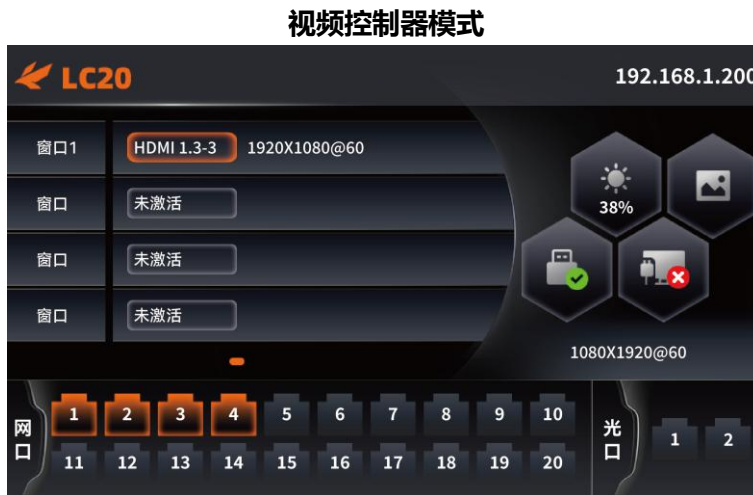 视频控制器模式
LC20
192.168.1.200
窗口1
HDMI 1.3-3
1920X1080@60
窗口
未激活
窗口
未激活
窗口
未激活
38%
1080X1920@60
网口
1 2 3 4 5 6 7 8 9 10
11 12 13 14 15 16 17 18 19 20
光口
1 2